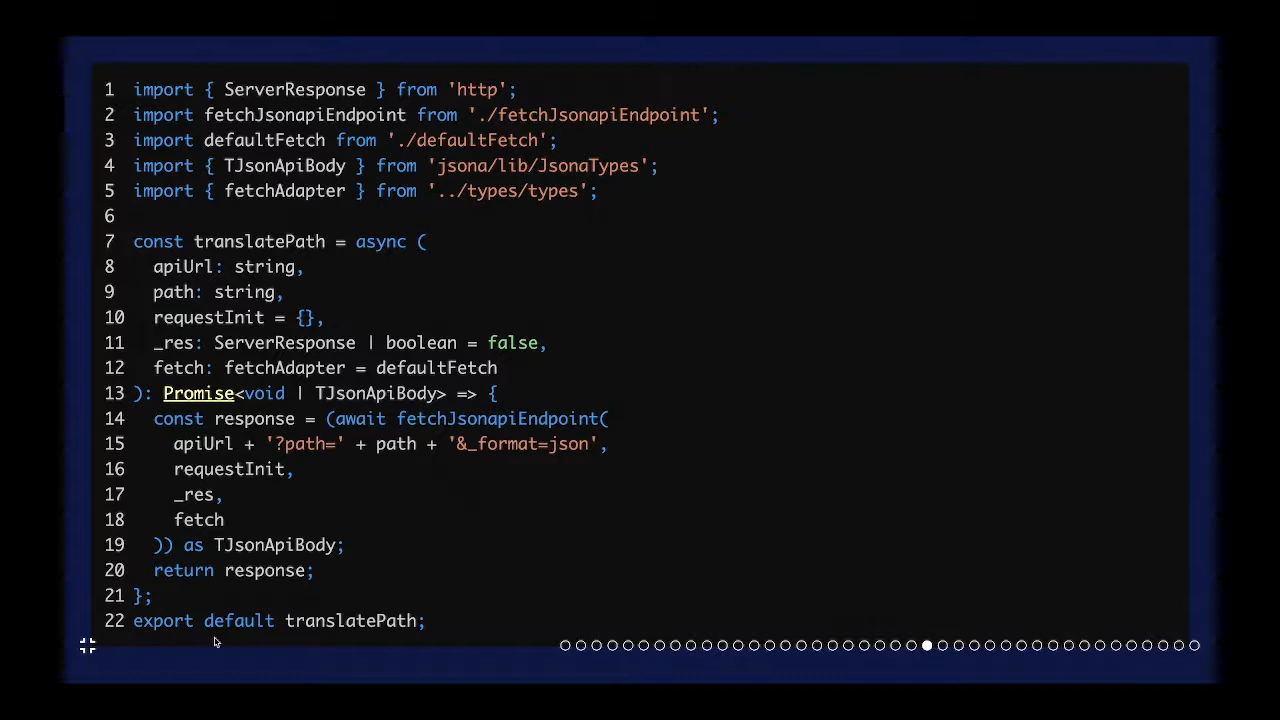 1 import { ServerResponse } from 'http';
2 import fetchJsonapiEndpoint from './fetchJsonapiEndpoint';
3 import defaultFetch from './defaultFetch';
4 import { TJsonApiBody } from 'jsona/lib/JsonaTypes';
5 import { fetchAdapter } from '../types/types';
6
7 const translatePath = async (
8   apiUrl: string,
9   path: string,
10   requestInit = {},
11   _res: ServerResponse | boolean = false,
12   fetch: fetchAdapter = defaultFetch
13 ): Promise<void | TJsonApiBody> => {
14   const response = (await fetchJsonapiEndpoint(
15     apiUrl + '?path=' + path + '&_format=json',
16     requestInit,
17     _res,
18     fetch
19   )) as TJsonApiBody;
20   return response;
21 };
22 export default translatePath;